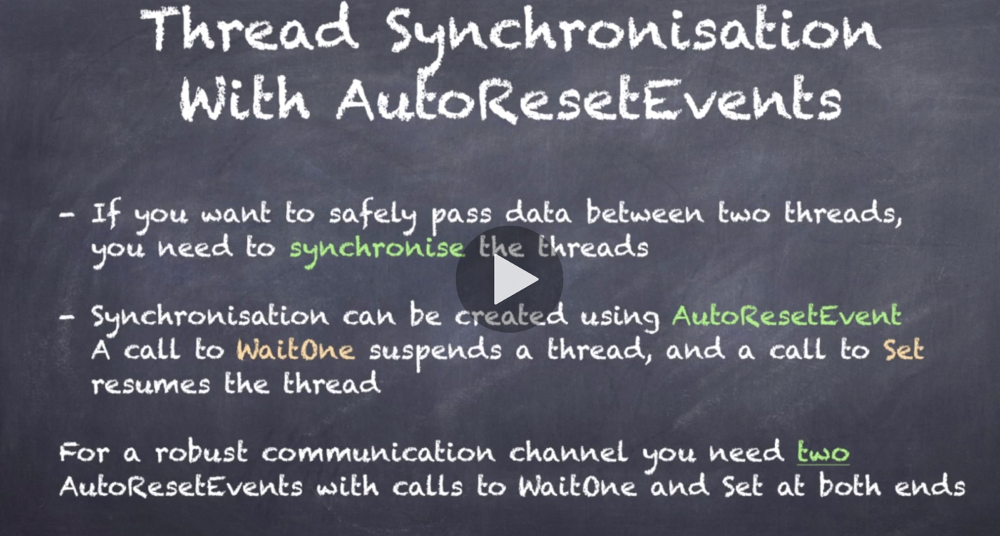 Thread Synchronisation
With AutoResetEvents
- If you want to safely pass data between two threads,
you need to synchronise the threads
- Synchronisation can be created using AutoResetEvent
A call to WaitOne suspends a thread, and a call to Set
resumes the thread
For a robust communication channel you need two
AutoResetEvents with calls to WaitOne and Set at both ends